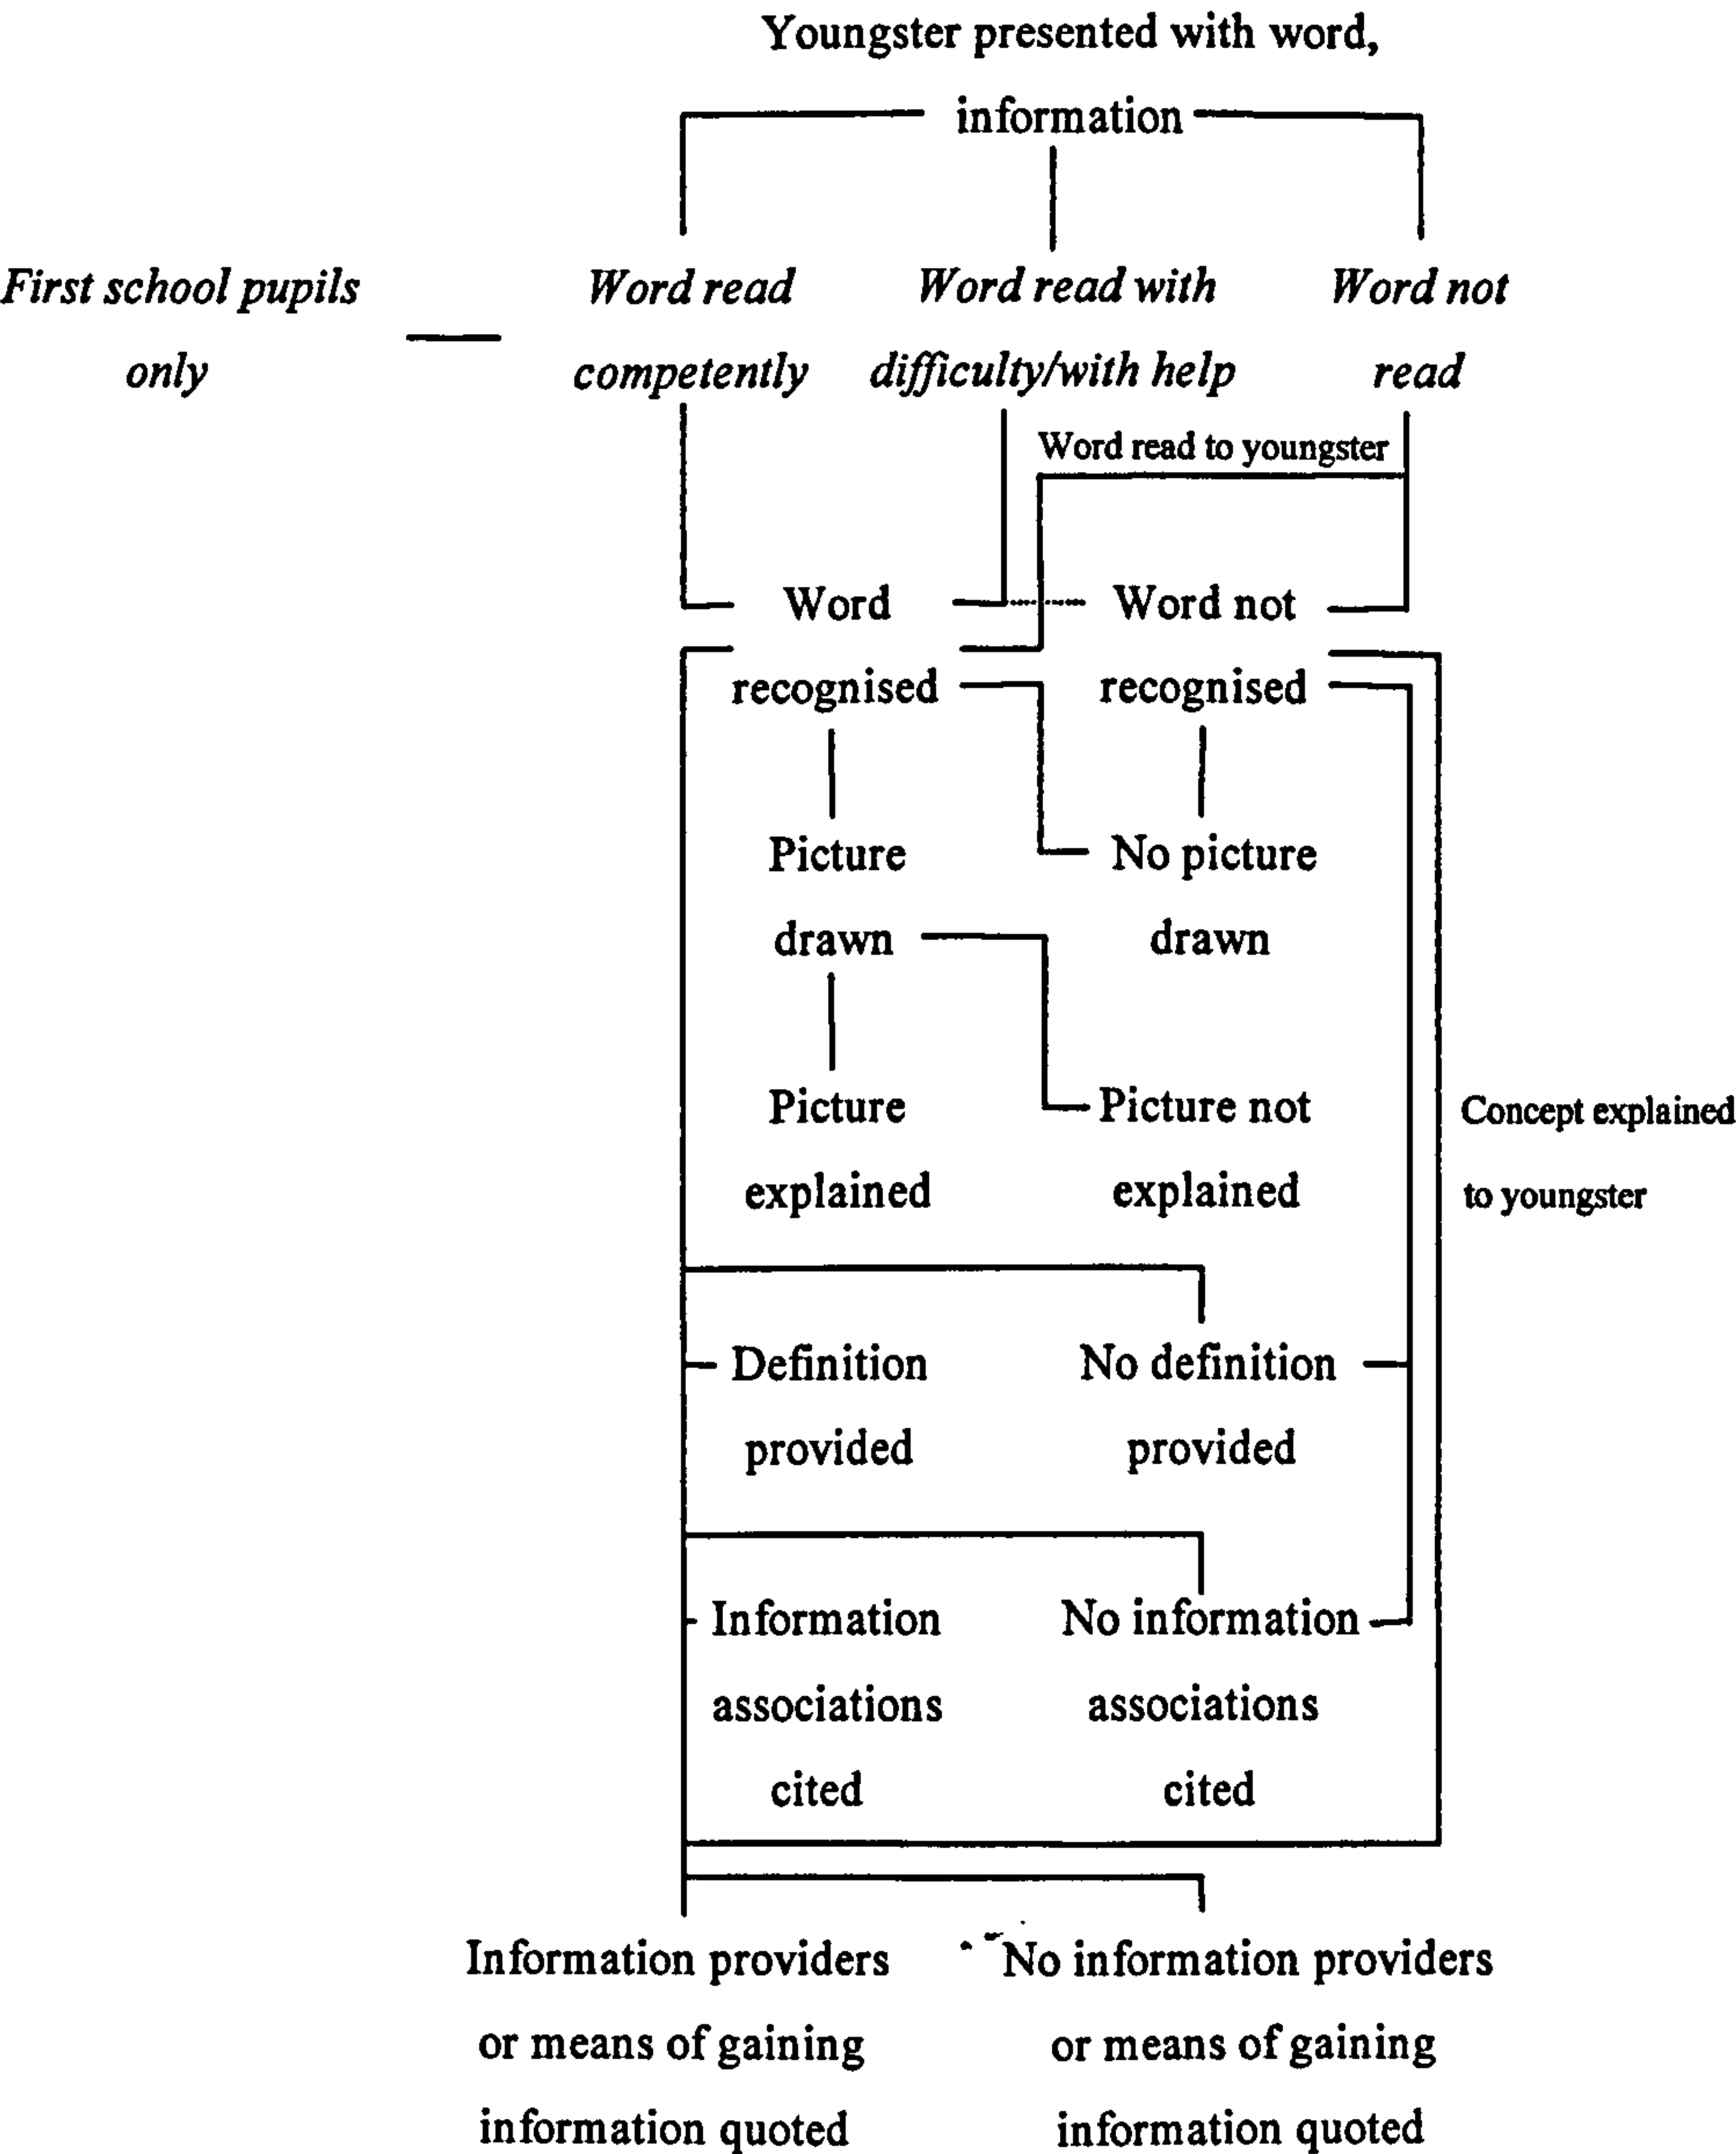 Youngster presented with word,
information
First school pupils
only
Word read
competently
Word read with
difficulty/with help
Word not
read
Word read to youngster
Word
recognised
Word not
recognised
Picture
drawn
No picture
drawn
Picture
explained
Picture not
explained
Concept explained
to youngster
Definition
provided
No definition
provided
Information
associations
cited
No information
associations
cited
Information providers
or means of gaining
information quoted
No information providers
or means of gaining
information quoted